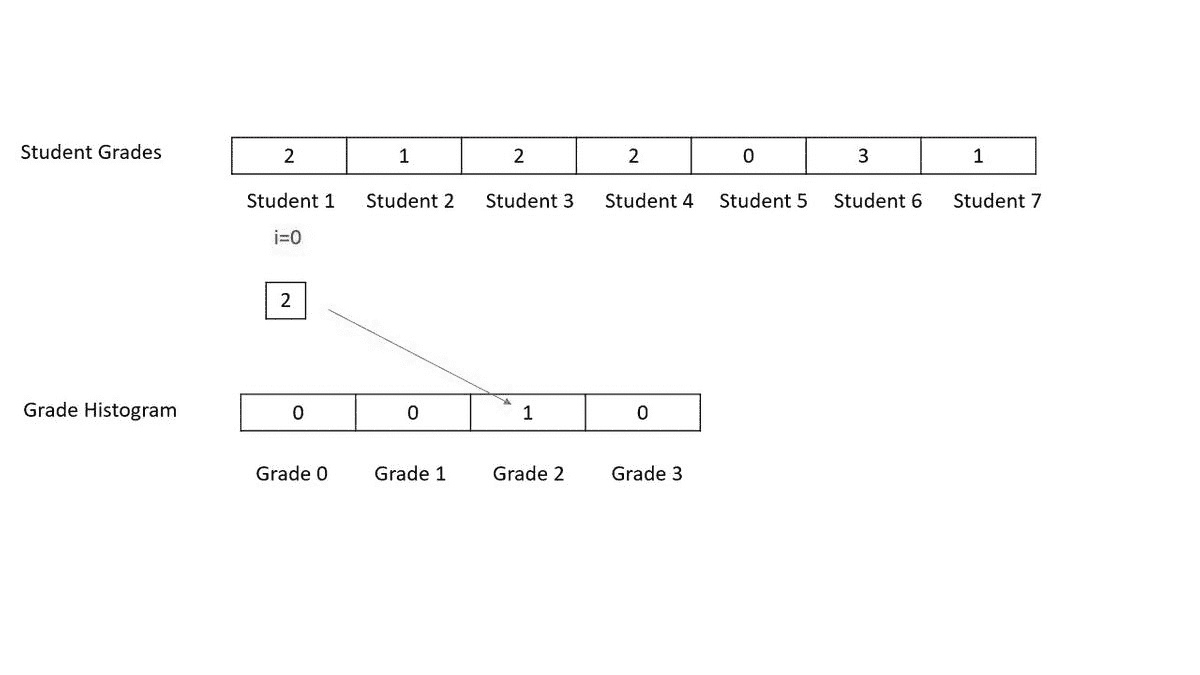 Student Grades 2 1 2 2 0 3 1
Student 1 Student 2 Student 3 Student 4 Student 5 Student 6 Student 7
i=0
2
Grade Histogram 0 0 1 0
Grade 0 Grade 1 Grade 2 Grade 3